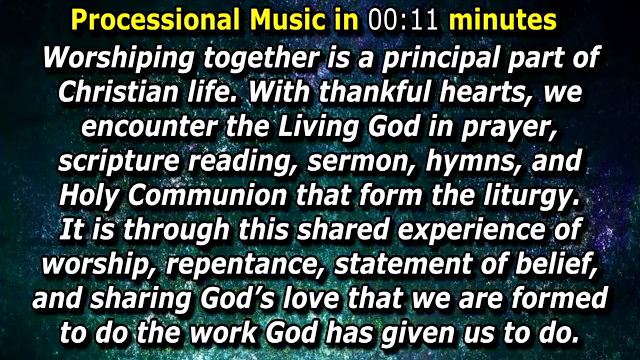 Processional Music in 00:11 minutes
Worshiping together is a principal part of
Christian life. With thankful hearts, we
encounter the Living God in prayer,
scripture reading, sermon, hymns, and
Holy Communion that form the liturgy.
It is through this shared experience of
worship, repentance, statement of belief,
and sharing God’s love that we are formed
to do the work God has given us to do.